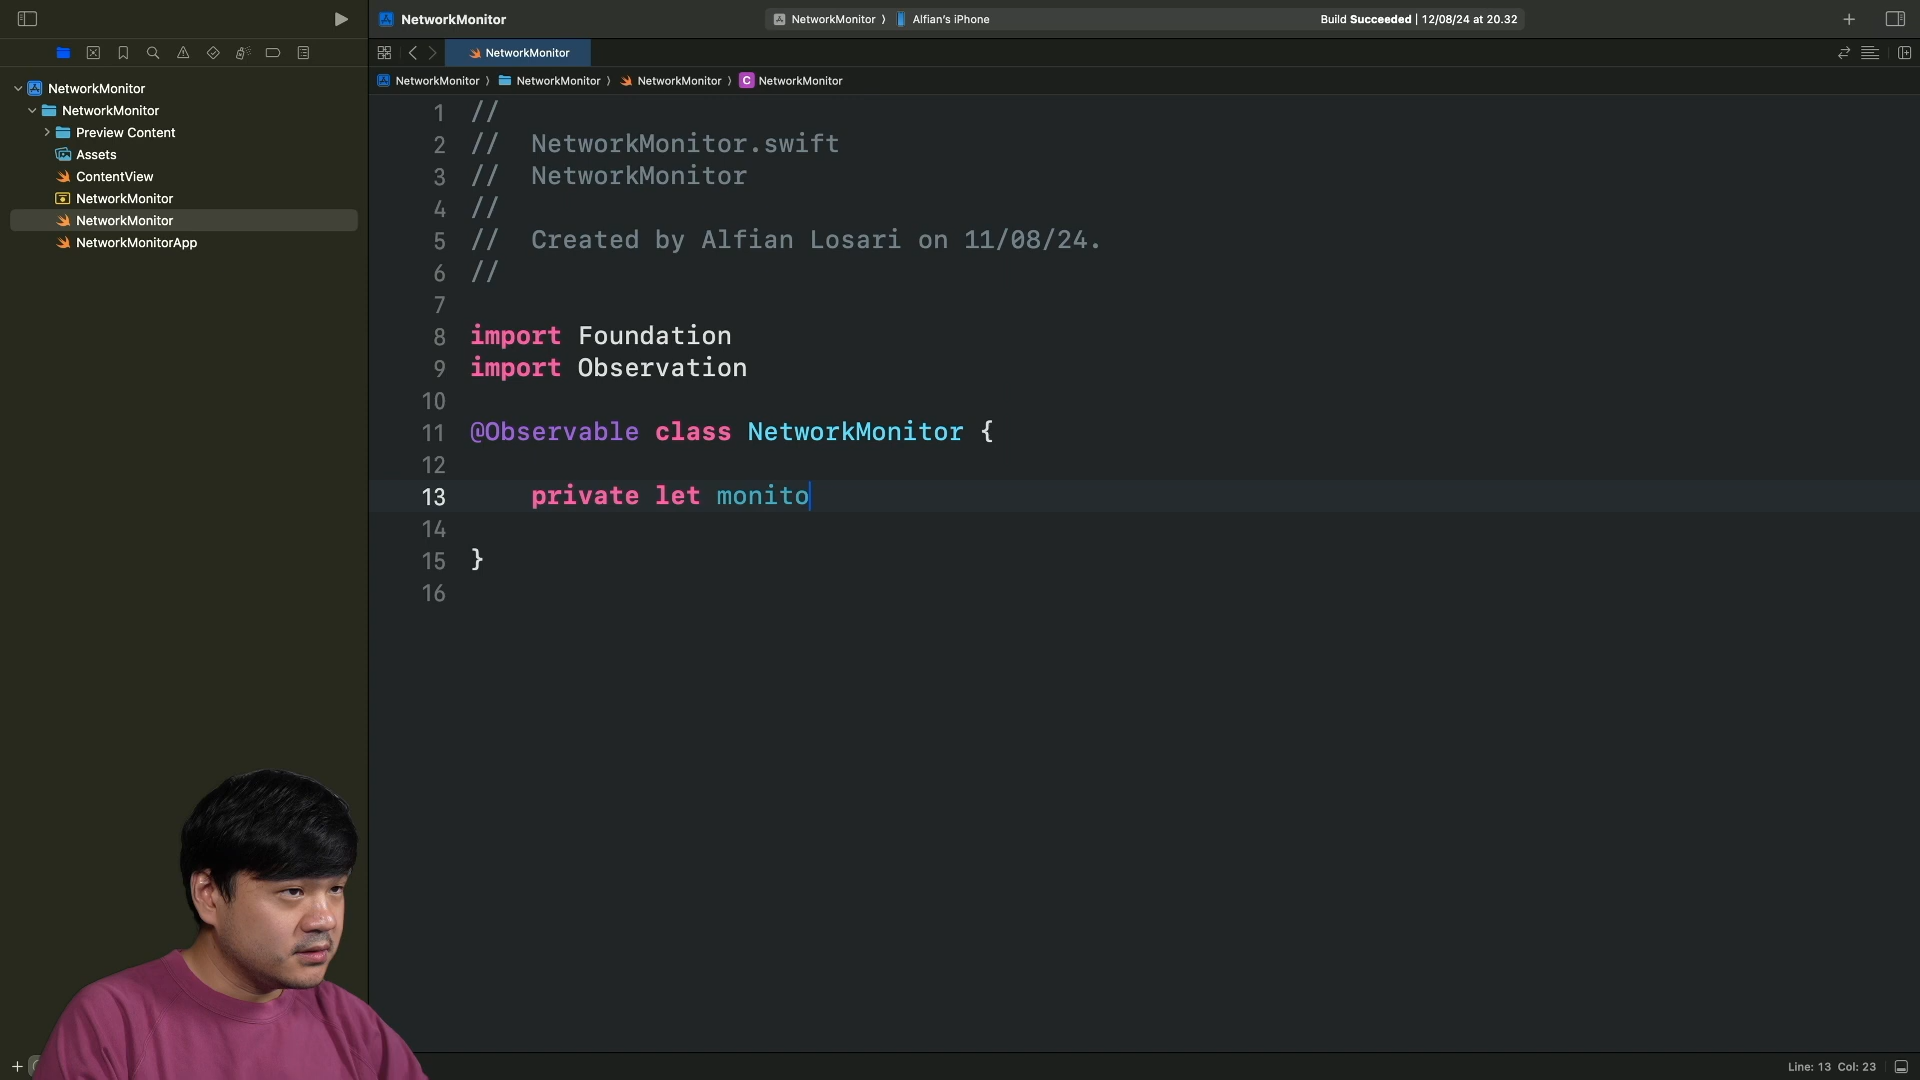 NetworkMonitor
NetworkMonitor 〉 Alfian's iPhone
Build Succeeded | 12/08/24 at 20.32
NetworkMonitor
NetworkMonitor 〉 NetworkMonitor 〉 NetworkMonitor 〉 C NetworkMonitor
NetworkMonitor
NetworkMonitor
Preview Content
Assets
ContentView
NetworkMonitor
NetworkMonitor
NetworkMonitorApp
1 //
2 //  NetworkMonitor.swift
3 //  NetworkMonitor
4 //
5 //  Created by Alfian Losari on 11/08/24.
6 //
7
8 import Foundation
9 import Observation
10
11 @Observable class NetworkMonitor {
12
13     private let monito
14
15 }
16
Line: 13 Col: 23